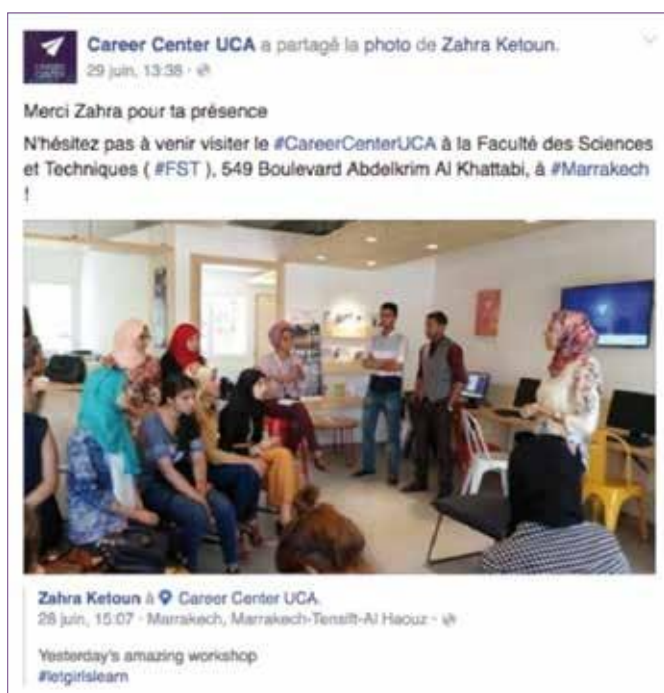 Career Center UCA a partagé la photo de Zahra Ketoun.
29 juin, 13:38 ·
Merci Zahra pour ta présence
N'hésitez pas à venir visiter le #CareerCenterUCA à la Faculté des Sciences
et Techniques ( #FST ), 549 Boulevard Abdelkrim Al Khattabi, à #Marrakech
!
Zahra Ketoun à Career Center UCA.
28 juin, 15:07 · Marrakech, Marrakech-Tensift-Al Haouz ·
Yesterday's amazing workshop
#letgirlslearn